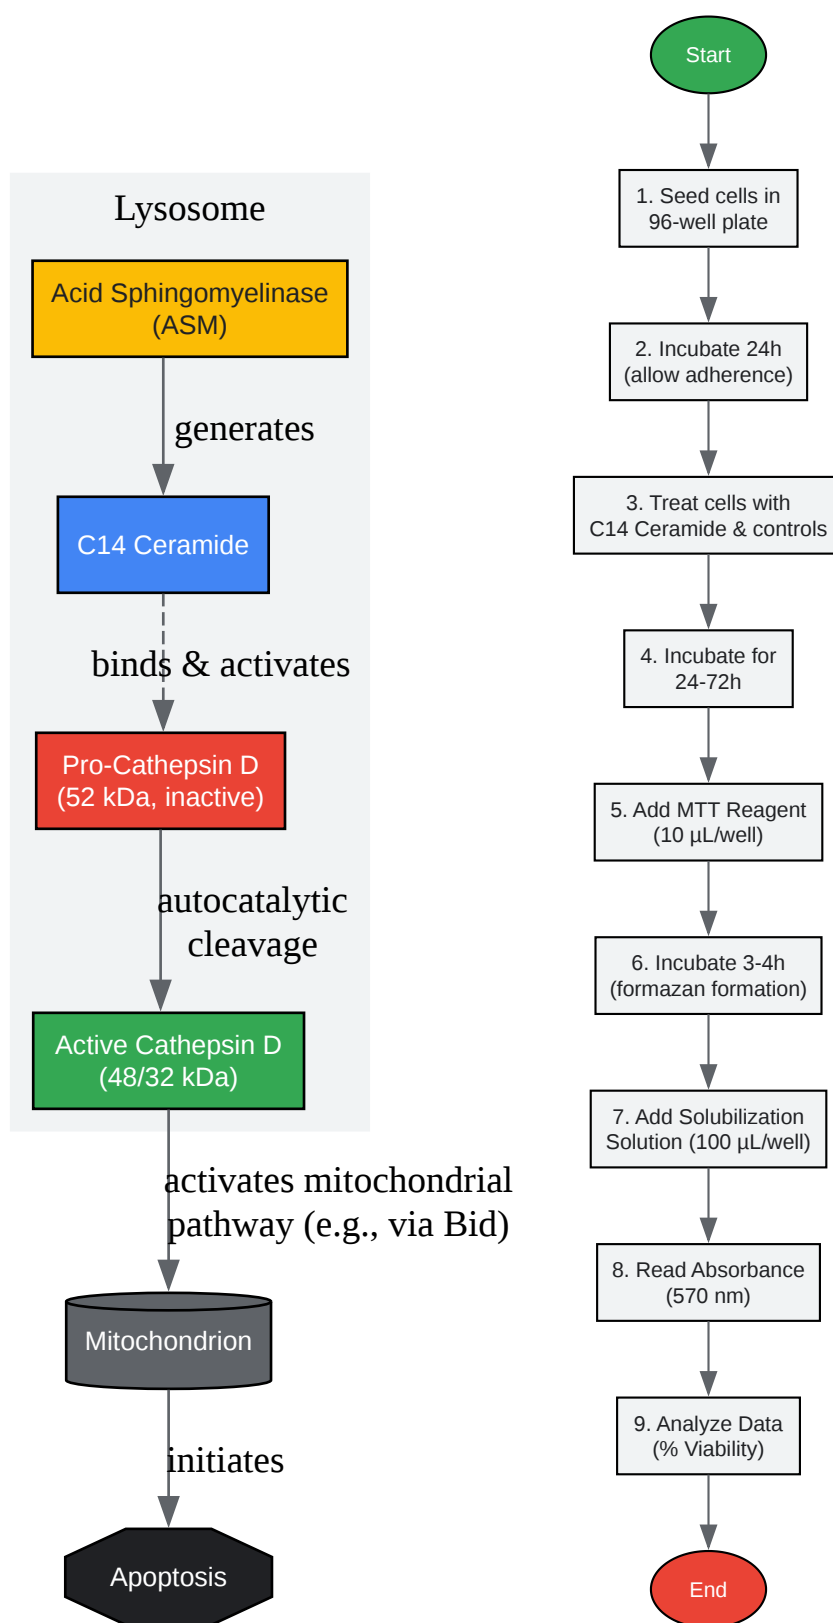 Lysosome
Acid Sphingomyelinase
(ASM)
generates
C14 Ceramide
binds & activates
Pro-Cathepsin D
(52 kDa, inactive)
autocatalytic
cleavage
Active Cathepsin D
(48/32 kDa)
activates mitochondrial
pathway (e.g., via Bid)
Mitochondrion
initiates
Apoptosis
Start
1. Seed cells in
96-well plate
2. Incubate 24h
(allow adherence)
3. Treat cells with
C14 Ceramide & controls
4. Incubate for
24-72h
5. Add MTT Reagent
(10 µL/well)
6. Incubate 3-4h
(formazan formation)
7. Add Solubilization
Solution (100 µL/well)
8. Read Absorbance
(570 nm)
9. Analyze Data
(% Viability)
End